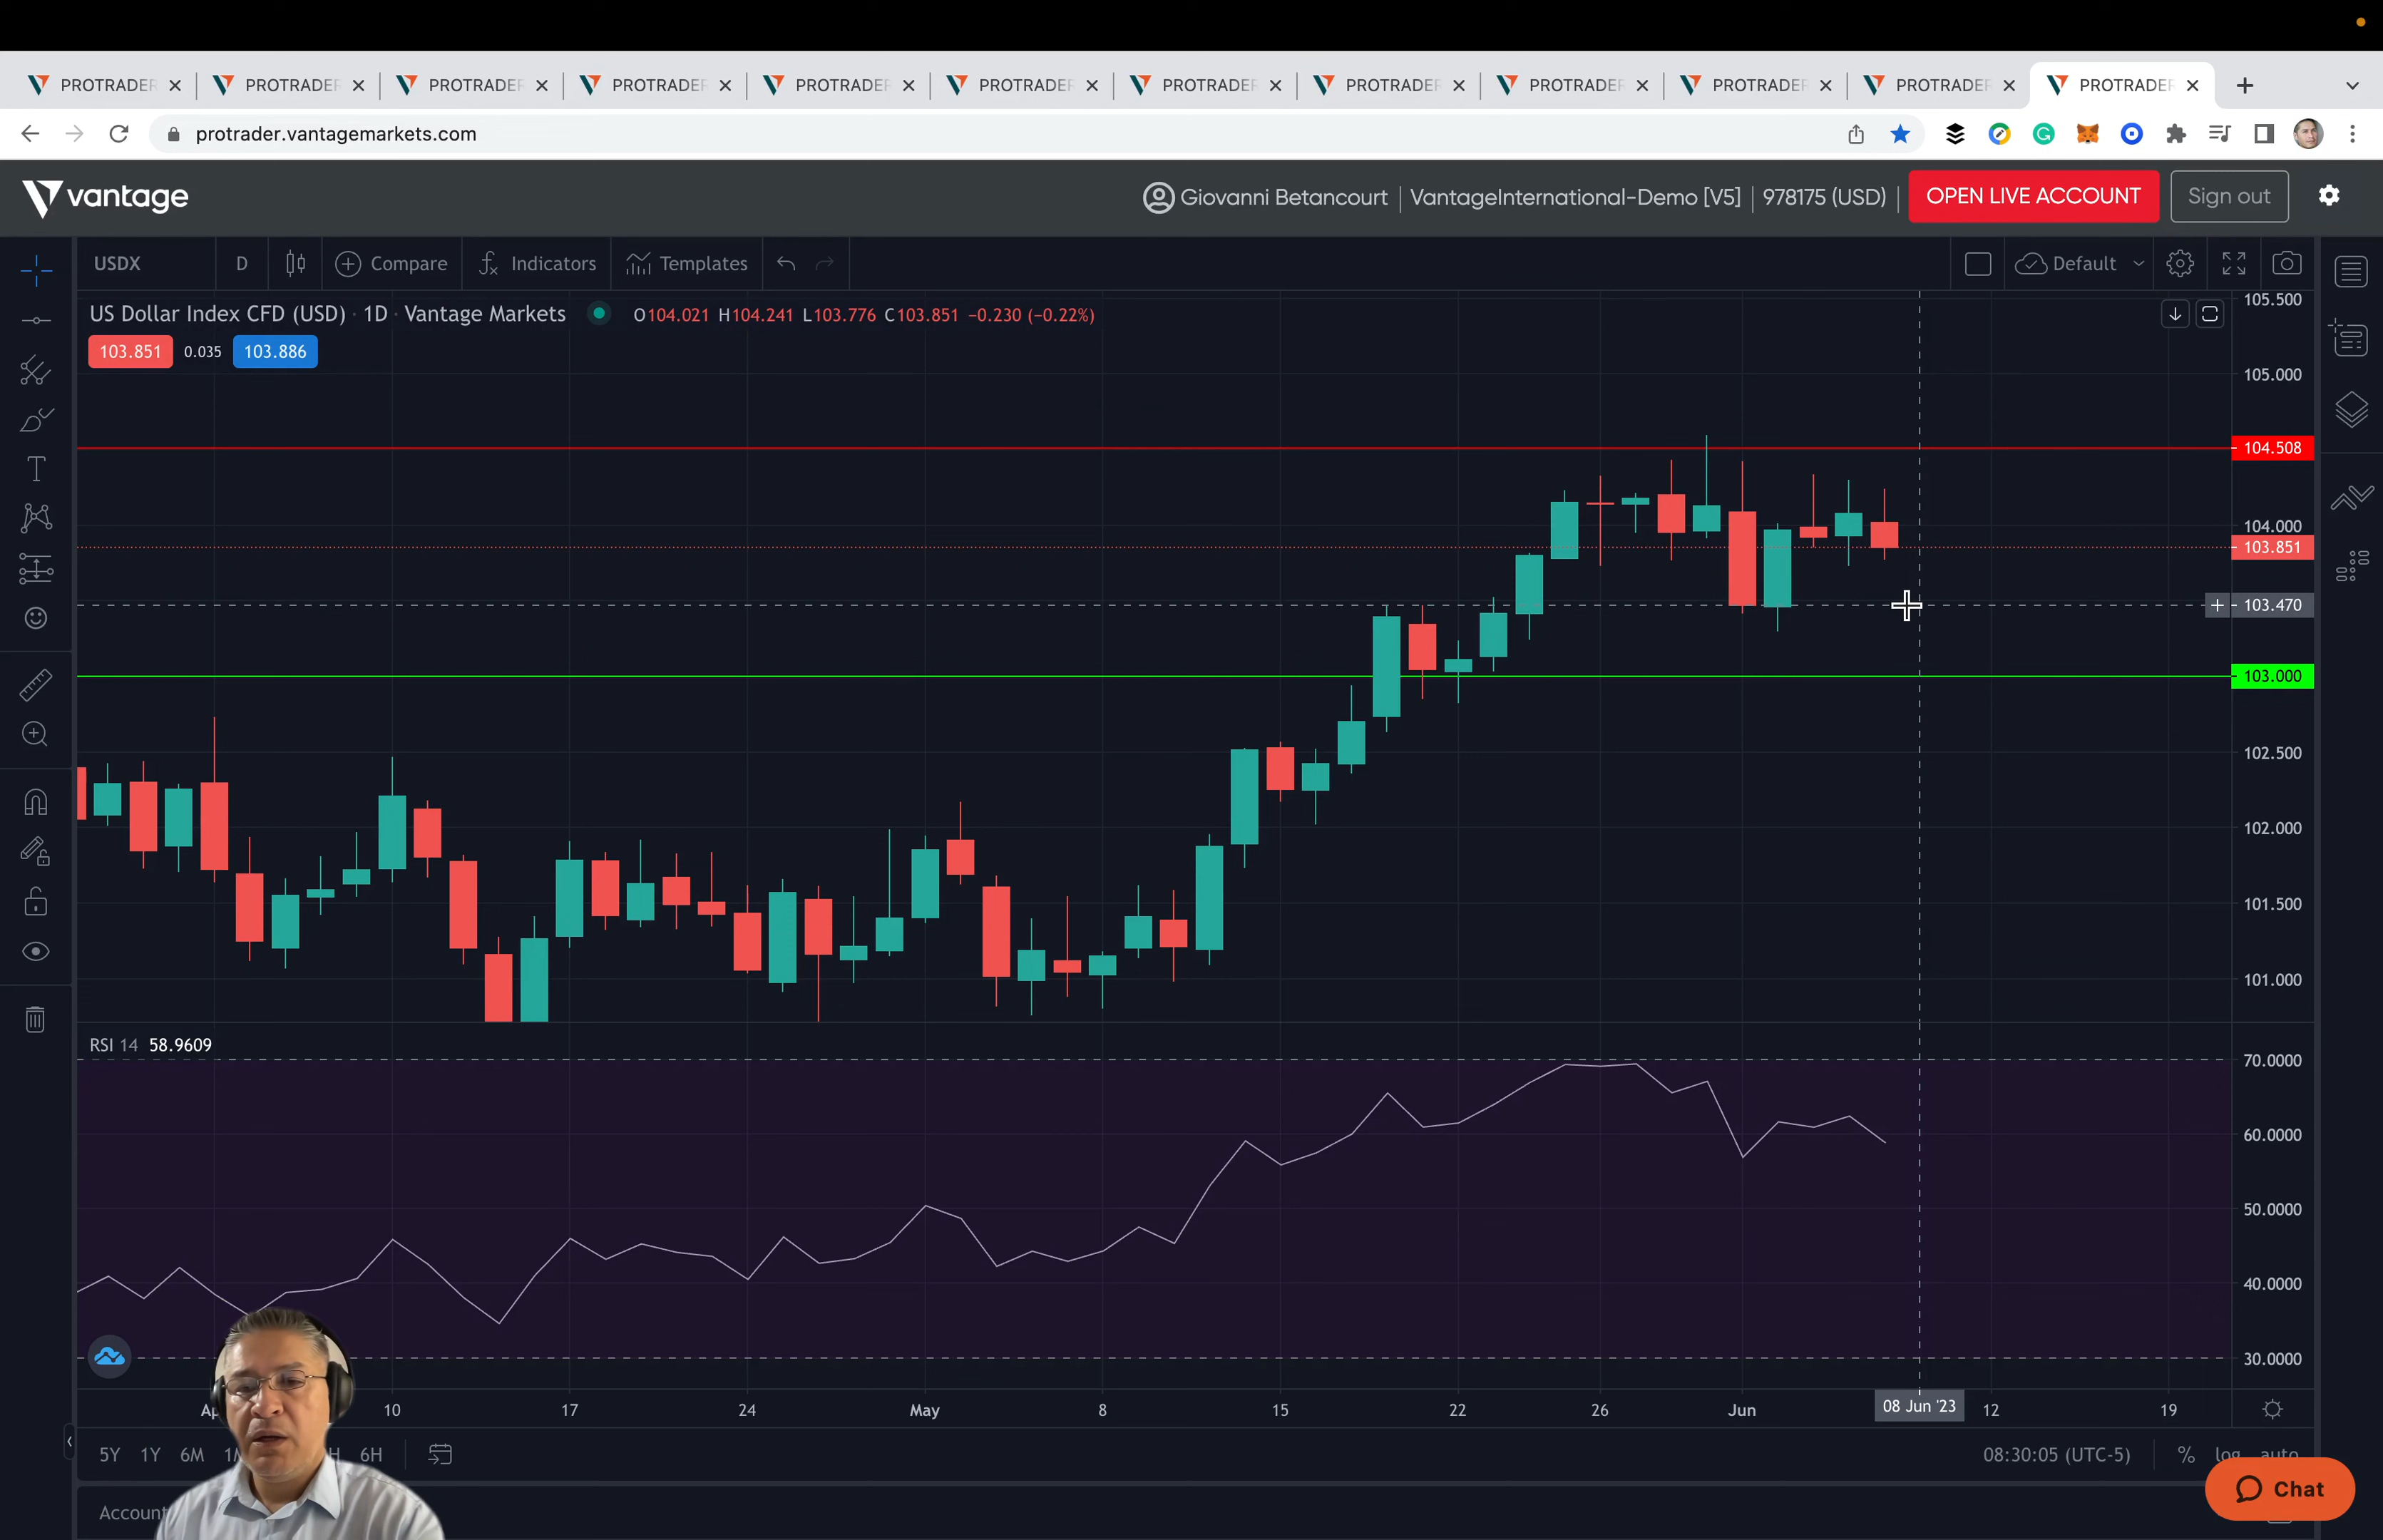 PROTRADER PROTRADER PROTRADER PROTRADER PROTRADER PROTRADER PROTRADER PROTRADER PROTRADER PROTRADER PROTRADER PROTRADER
protrader.vantagemarkets.com
vantage Giovanni Betancourt VantageInternational-Demo [V5] 978175 (USD) OPEN LIVE ACCOUNT Sign out
USDX D Compare Indicators Templates Default
US Dollar Index CFD (USD) · 1D · Vantage Markets O104.021 H104.241 L103.776 C103.851 −0.230 (−0.22%)
103.851 0.035 103.886
105.500
105.000
104.508
104.000
103.851
103.470
103.000
102.500
102.000
101.500
101.000
RSI 14 58.9609
70.0000
60.0000
50.0000
40.0000
30.0000
10 17 24 May 8 15 22 26 Jun 08 Jun '23 12 19
5Y 1Y 6M 6H 08:30:05 (UTC-5) % log auto
Account
Chat